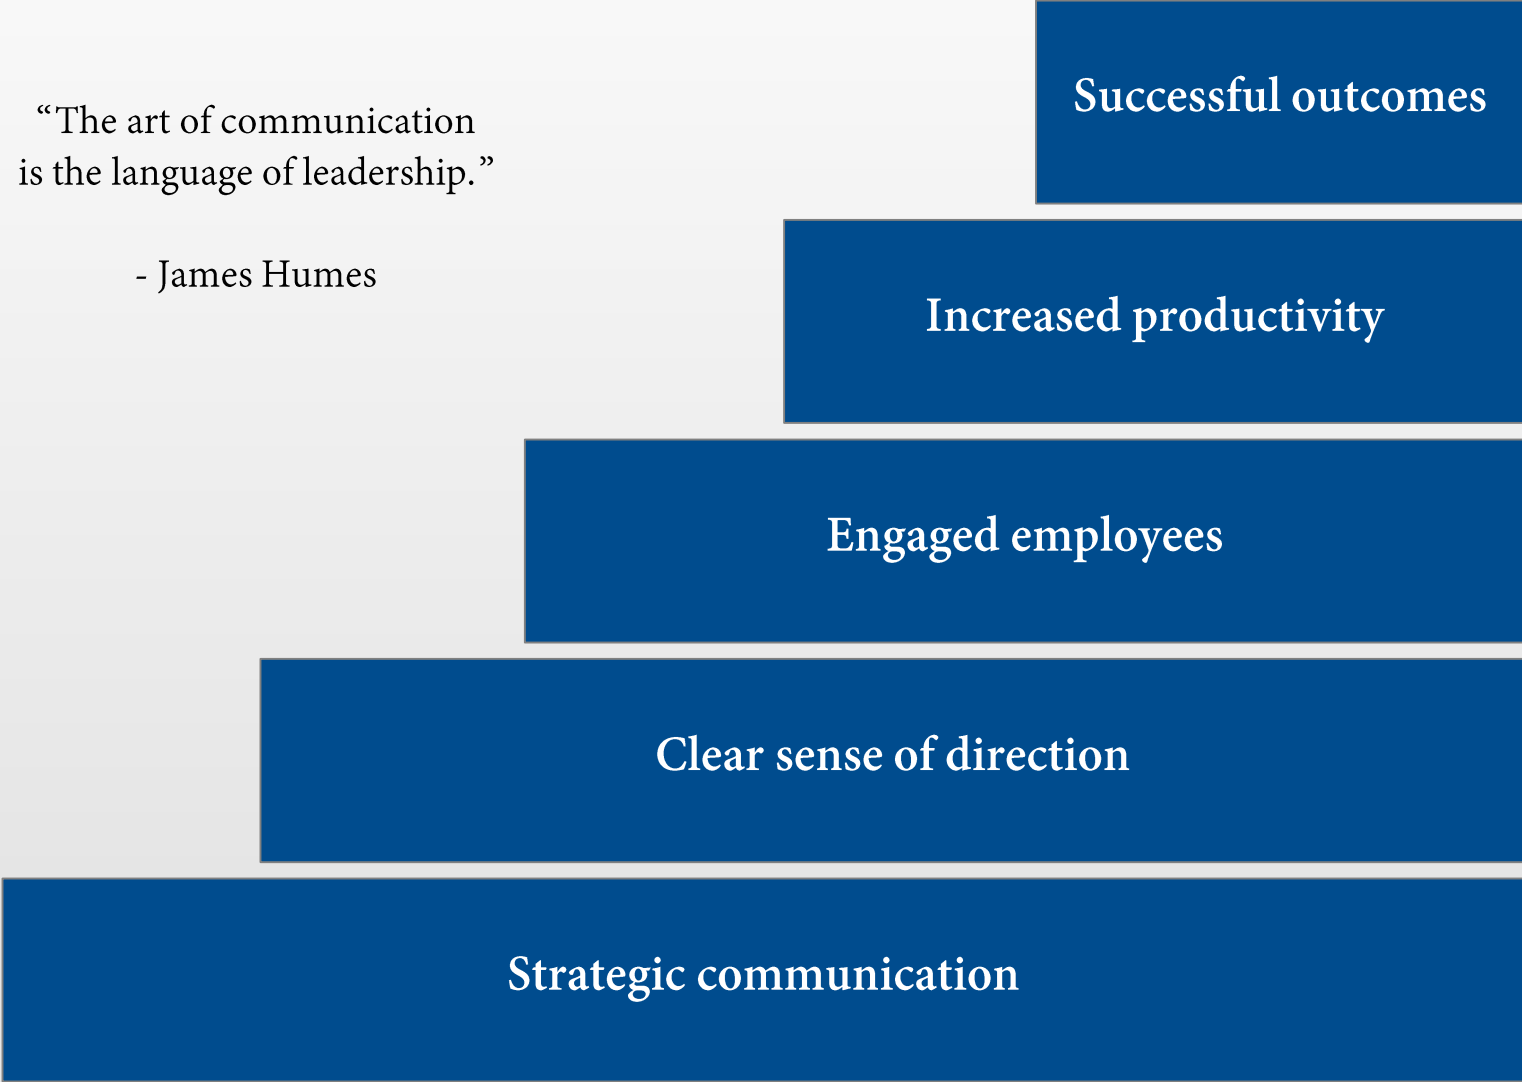 “The art of communication
is the language of leadership.”
- James Humes
Successful outcomes
Increased productivity
Engaged employees
Clear sense of direction
Strategic communication